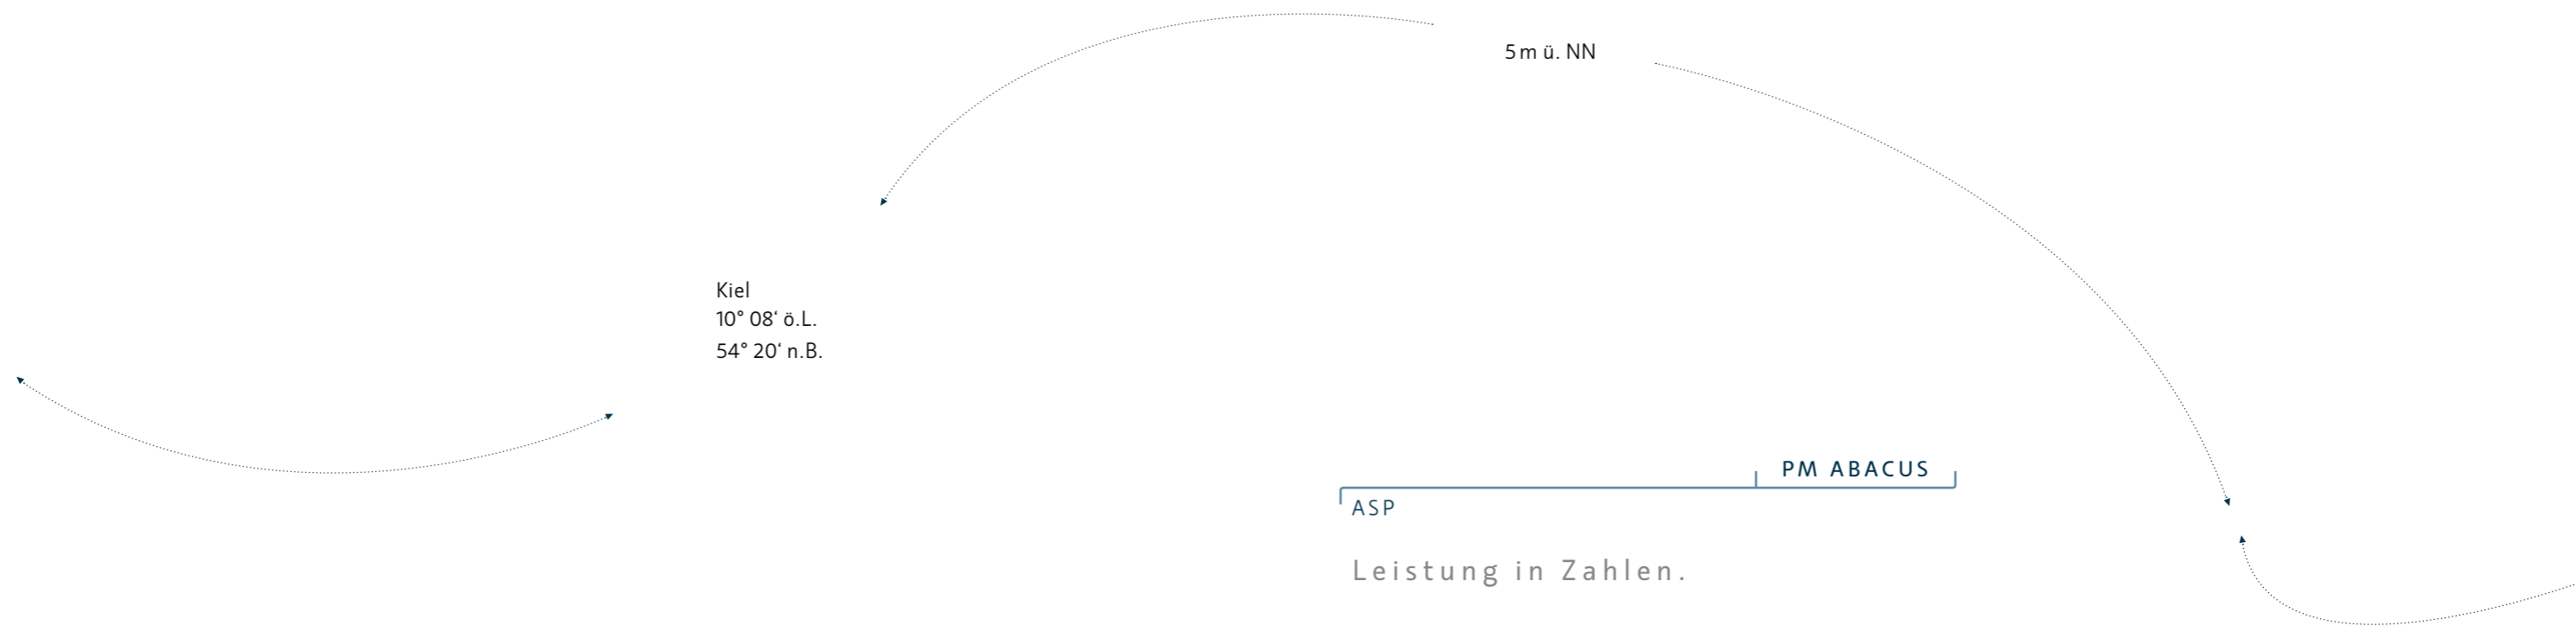 5 m ü. NN
Kiel
10° 08‘ ö.L.
54° 20‘ n.B.
PM ABACUS
ASP
Leistung in Zahlen.